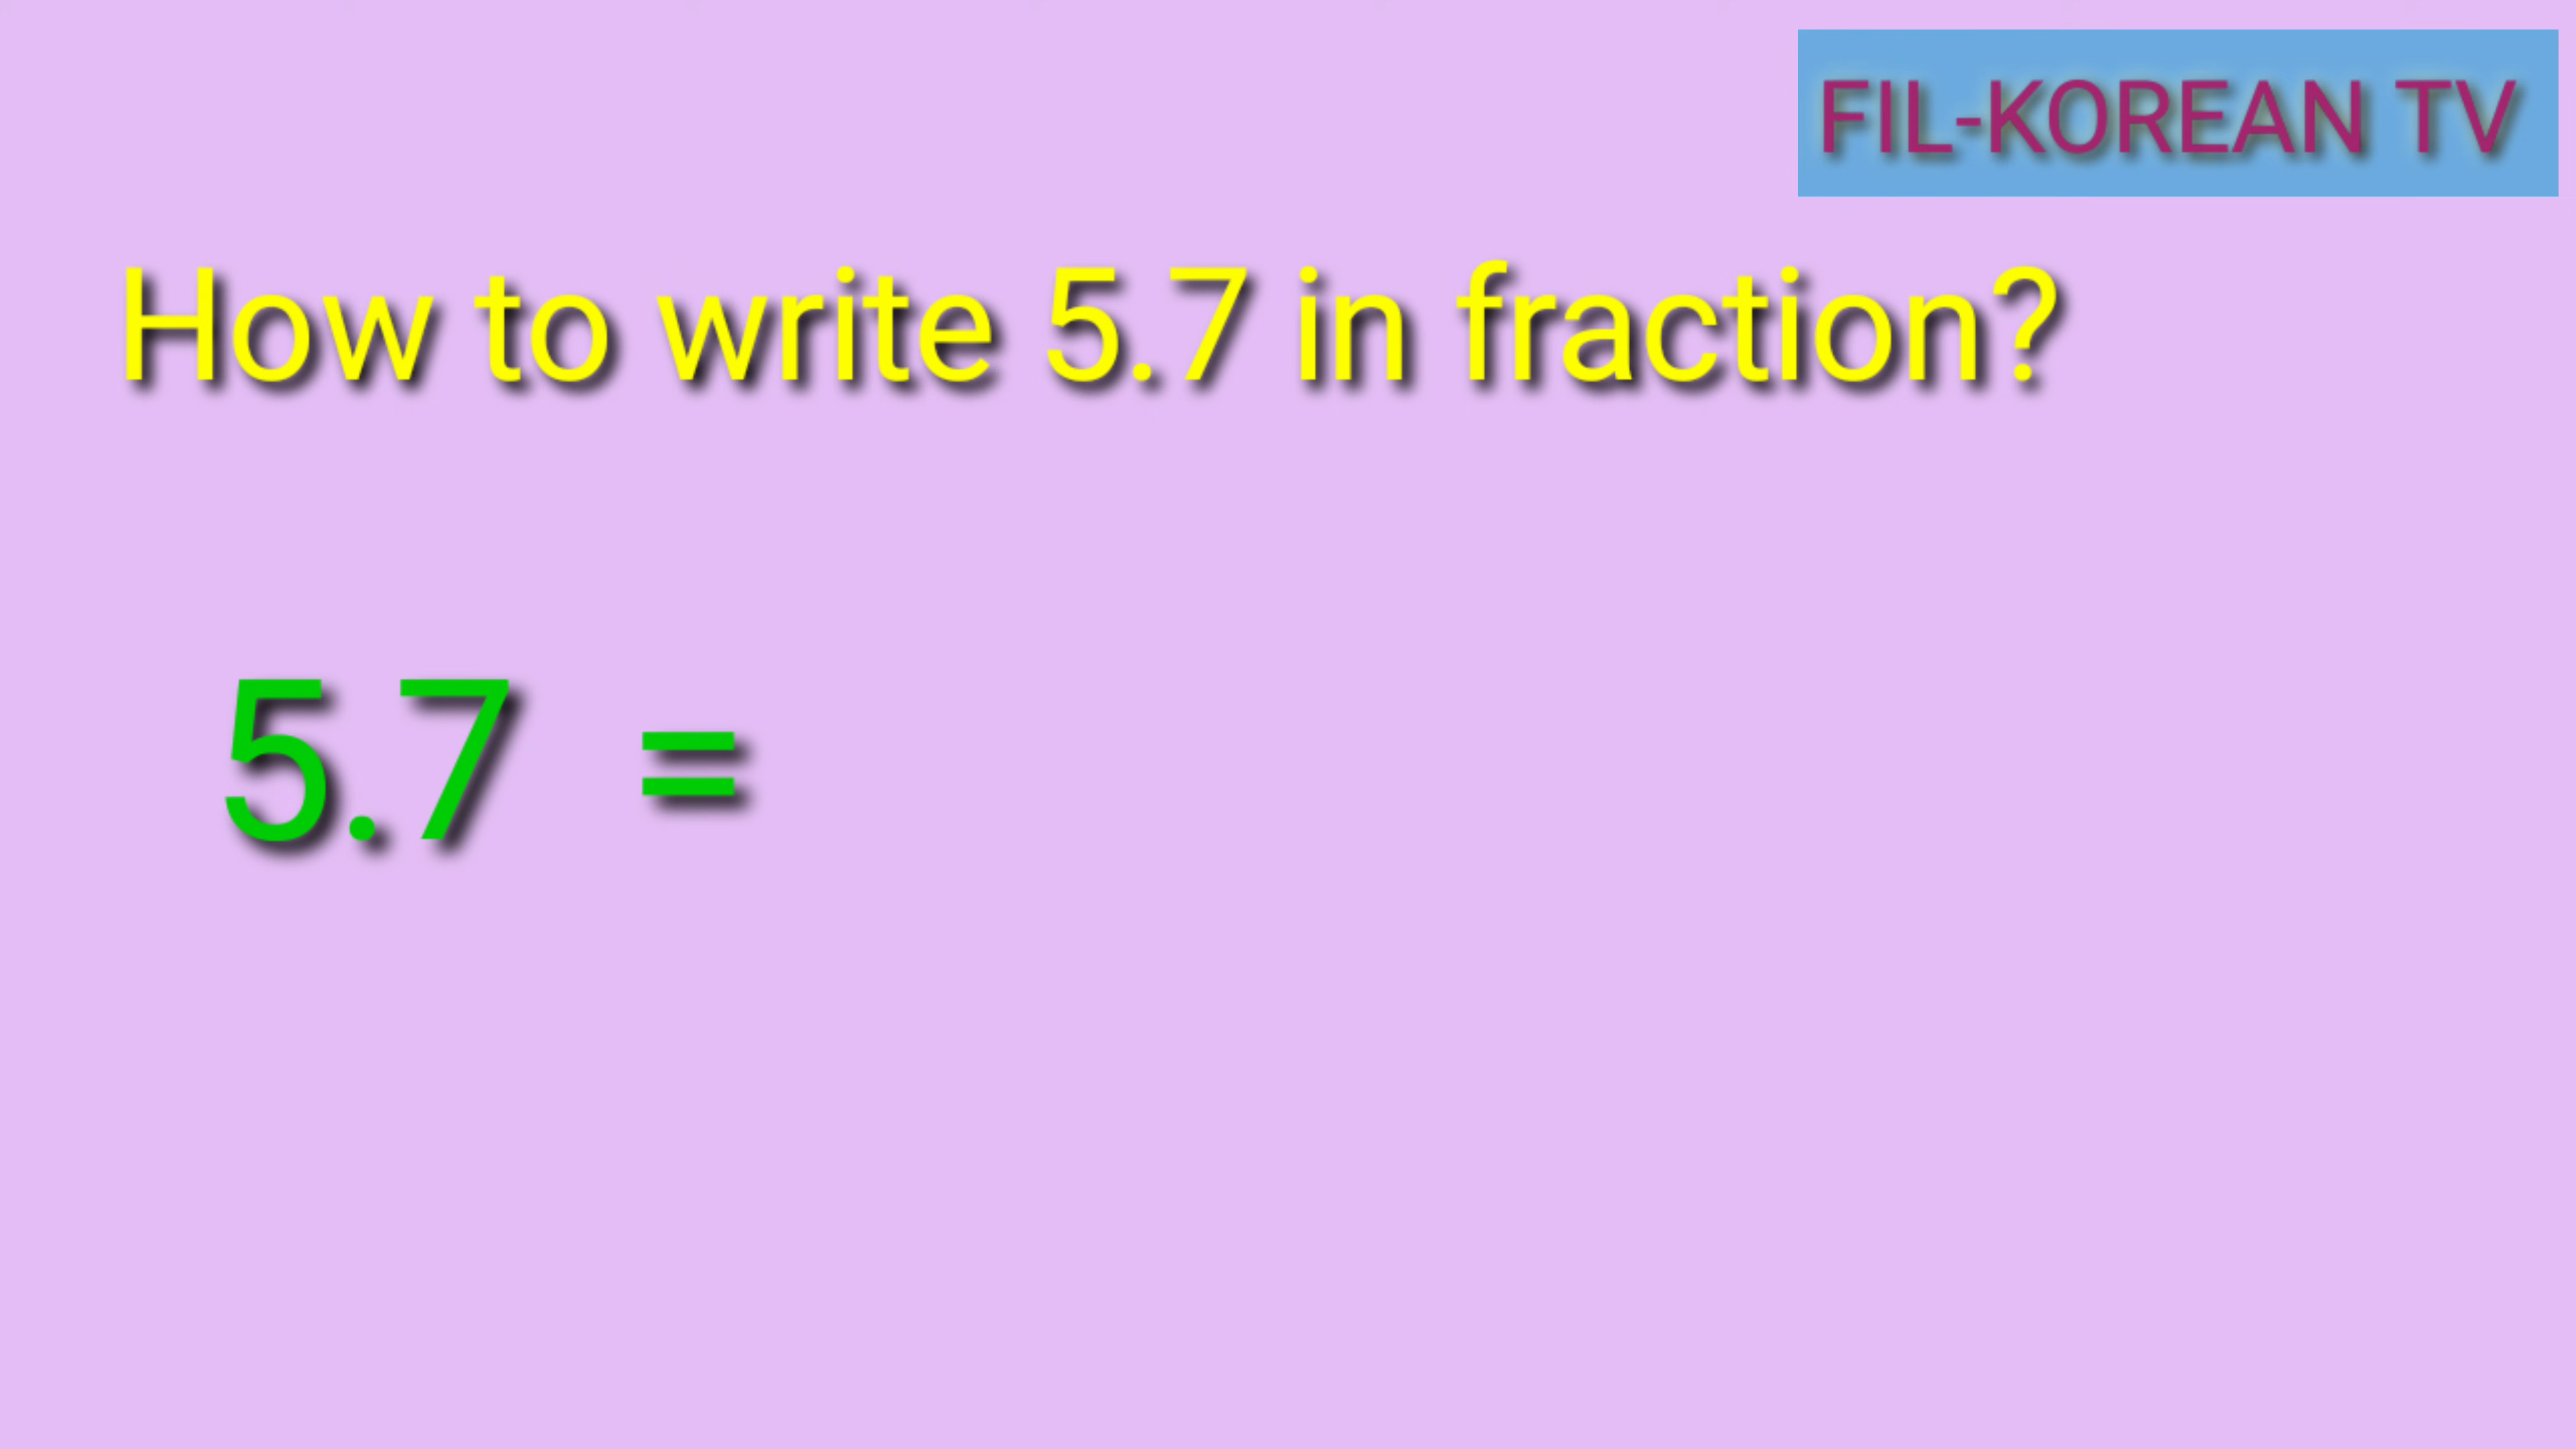 FIL-KOREAN TV
How to write 5.7 in fraction?
5.7 =